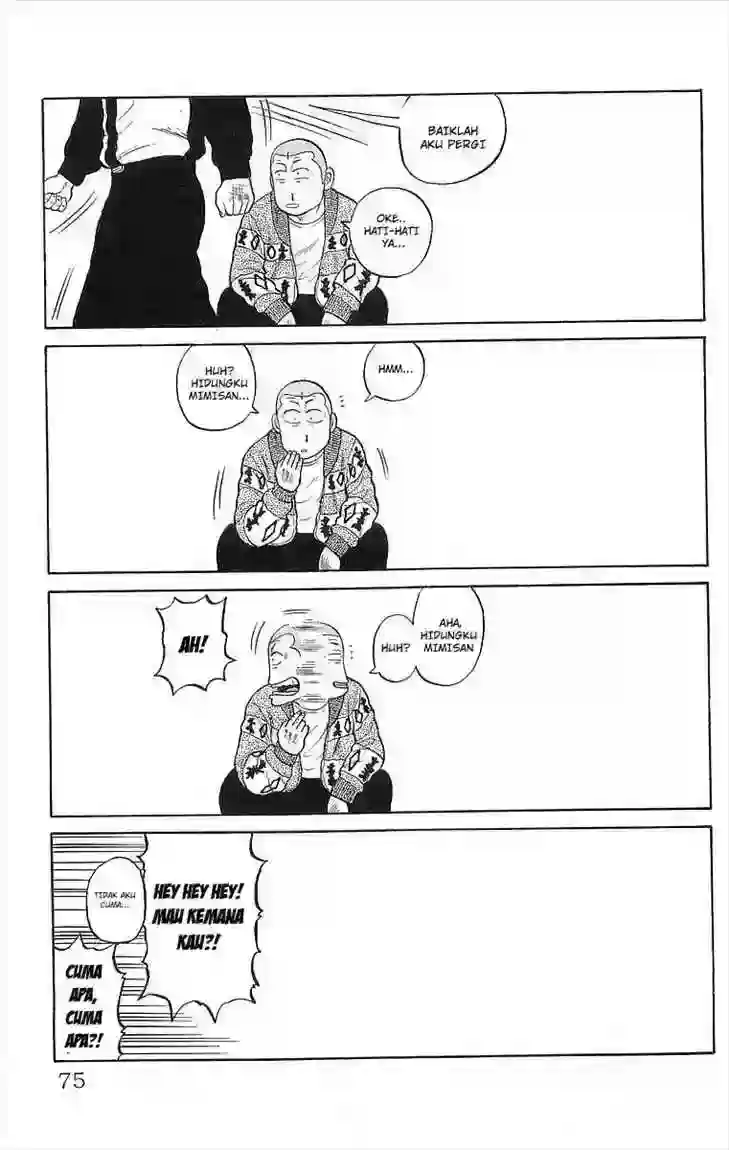 BAIKLAH
AKU PERGI
OKE..
HATI-HATI
YA...
HMM...
HUH?
HIDUNGKU
MIMISAN...
AHA,
HIDUNGKU
MIMISAN
HUH?
AH!
HEY HEY HEY!
MAU KEMANA
KAU?!
TIDAK AKU
CUMA...
CUMA
APA,
CUMA
APA?!
75